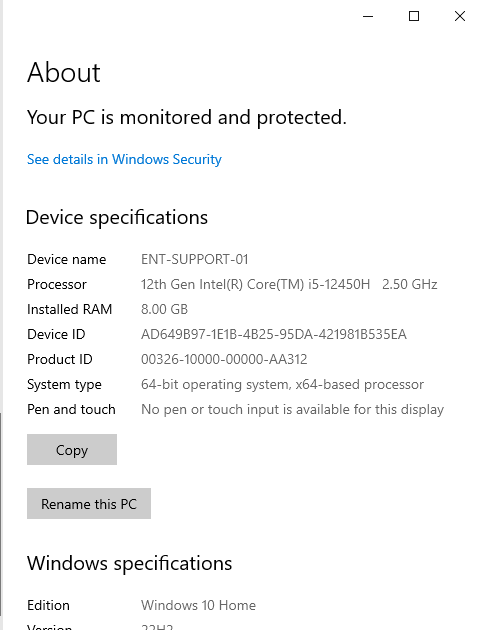 About
Your PC is monitored and protected.
See details in Windows Security
Device specifications
Device name ENT-SUPPORT-01
Processor 12th Gen Intel(R) Core(TM) i5-12450H 2.50 GHz
Installed RAM 8.00 GB
Device ID AD649B97-1E1B-4B25-95DA-421981B535EA
Product ID 00326-10000-00000-AA312
System type 64-bit operating system, x64-based processor
Pen and touch No pen or touch input is available for this display
Copy
Rename this PC
Windows specifications
Edition Windows 10 Home
Version 22H2